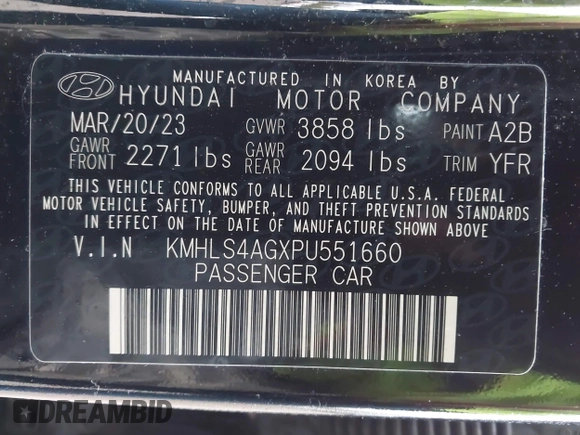 MANUFACTURED IN KOREA BY
HYUNDAI MOTOR COMPANY
MAR/20/23 GVWR 3858 lbs PAINT A2B
GAWR FRONT 2271 lbs GAWR REAR 2094 lbs TRIM YFR
THIS VEHICLE CONFORMS TO ALL APPLICABLE U.S.A. FEDERAL
MOTOR VEHICLE SAFETY, BUMPER, AND THEFT PREVENTION STANDARDS
IN EFFECT ON THE DATE OF MANUFACTURE SHOWN ABOVE.
V.I.N KMHLS4AGXPU551660
PASSENGER CAR
DREAMBID